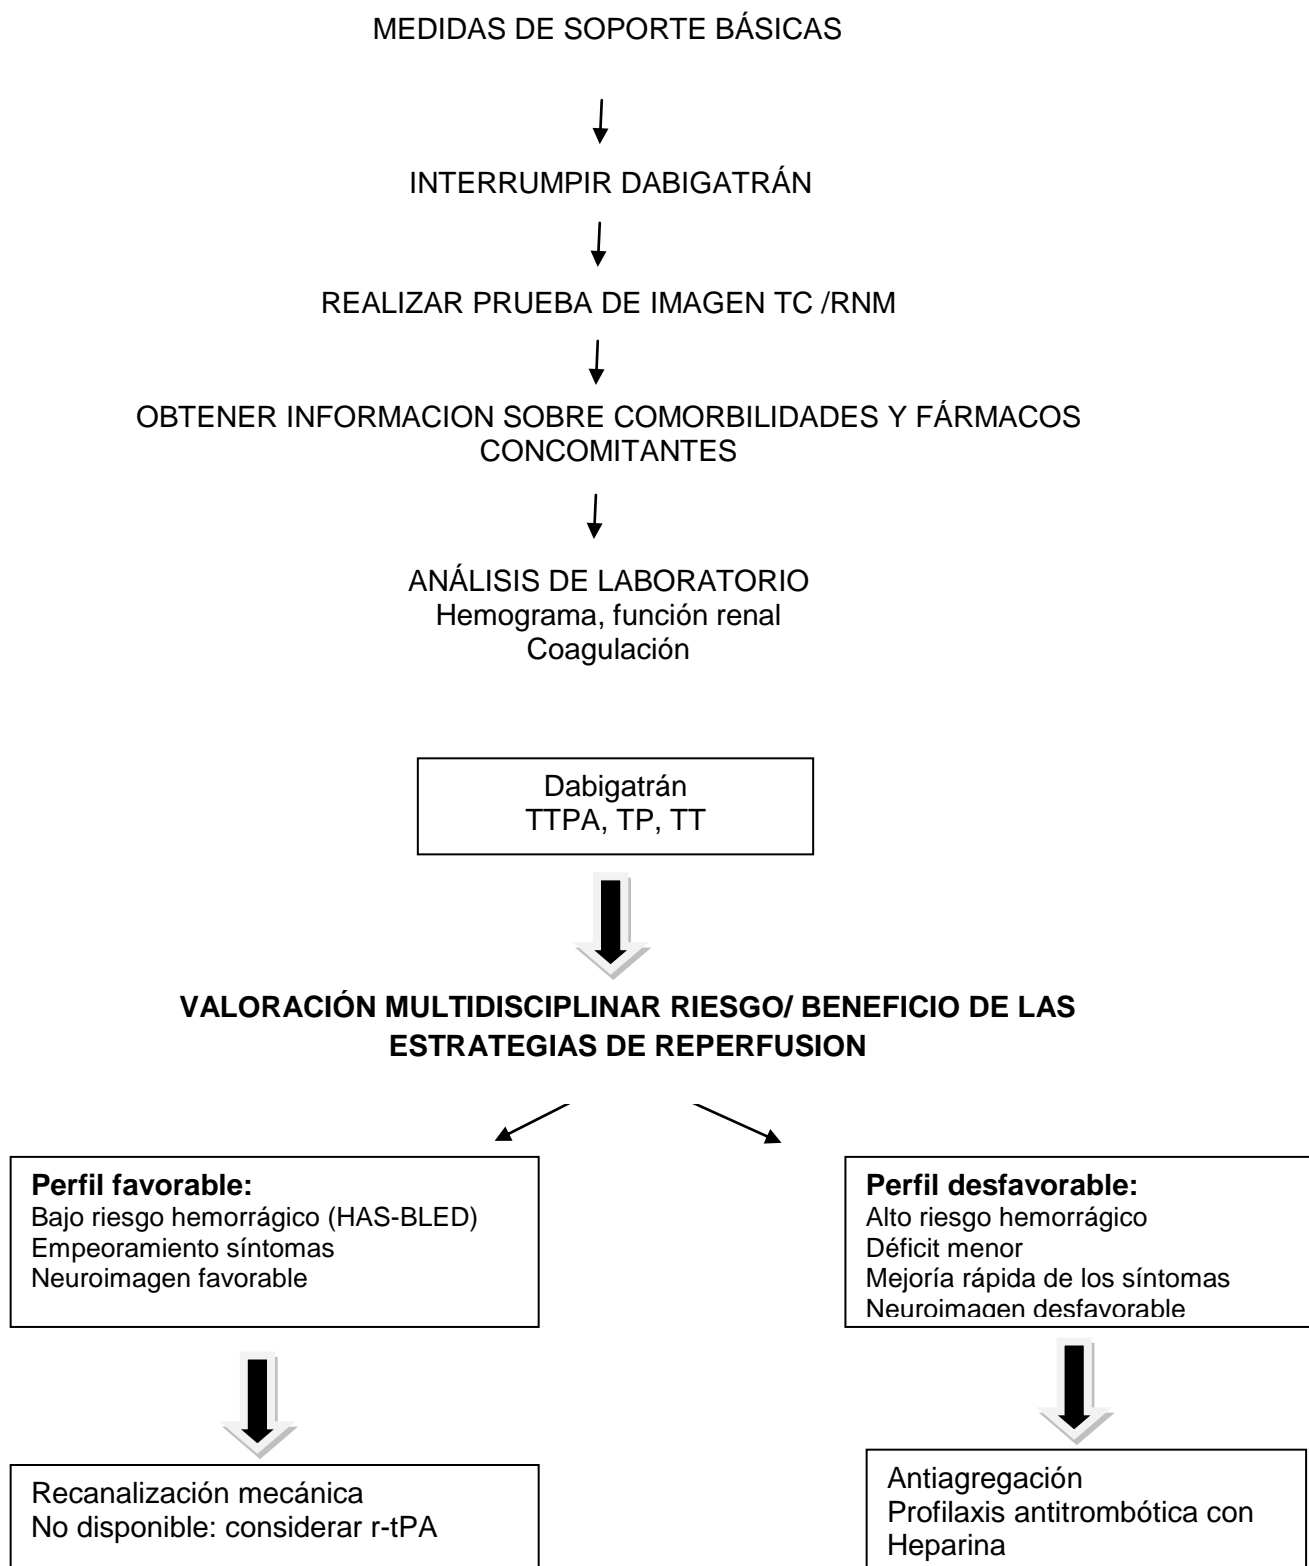 MEDIDAS DE SOPORTE BÁSICAS
INTERRUMPIR DABIGATRÁN
REALIZAR PRUEBA DE IMAGEN TC /RNM
OBTENER INFORMACION SOBRE COMORBILIDADES Y FÁRMACOS
CONCOMITANTES
ANÁLISIS DE LABORATORIO
Hemograma, función renal
Coagulación
Dabigatrán
TTPA, TP, TT
VALORACIÓN MULTIDISCIPLINAR RIESGO/ BENEFICIO DE LAS
ESTRATEGIAS DE REPERFUSION
Perfil favorable:
Bajo riesgo hemorrágico (HAS-BLED)
Empeoramiento síntomas
Neuroimagen favorable
Perfil desfavorable:
Alto riesgo hemorrágico
Déficit menor
Mejoría rápida de los síntomas
Neuroimagen desfavorable
Recanalización mecánica
No disponible: considerar r-tPA
Antiagregación
Profilaxis antitrombótica con
Heparina